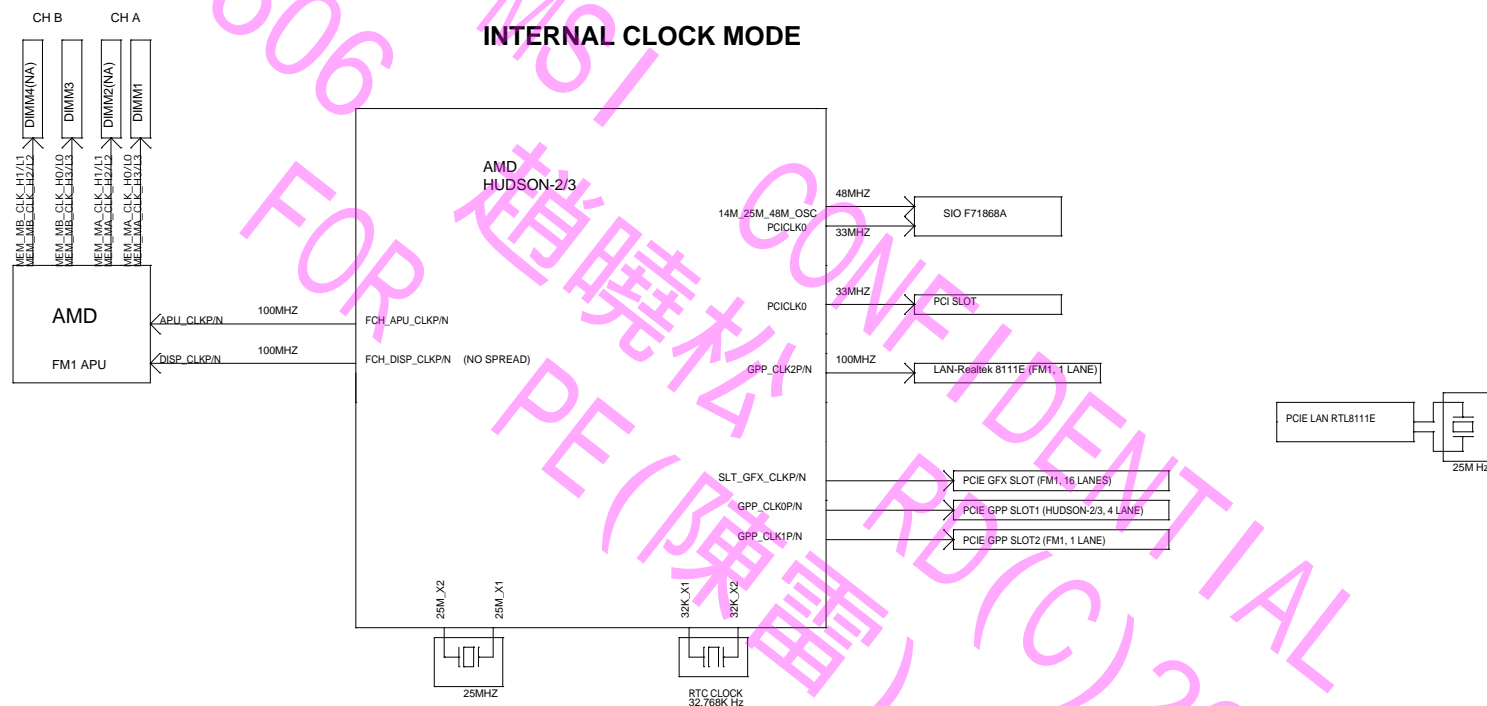 INTERNAL CLOCK MODE
CH B
CH A
DIMM4(NA)
DIMM3
DIMM2(NA)
DIMM1
MEM_MB_CLK_H1/L1
MEM_MB_CLK_H2/L2
MEM_MB_CLK_H0/L0
MEM_MB_CLK_H3/L3
MEM_MA_CLK_H1/L1
MEM_MA_CLK_H2/L2
MEM_MA_CLK_H0/L0
MEM_MA_CLK_H3/L3
AMD
FM1 APU
APU_CLKP/N
100MHZ
DISP_CLKP/N
100MHZ
AMD
HUDSON-2/3
FCH_APU_CLKP/N
FCH_DISP_CLKP/N (NO SPREAD)
14M_25M_48M_OSC
PCICLK0
48MHZ
33MHZ
SIO F71868A
PCICLK0
33MHZ
PCI SLOT
GPP_CLK2P/N
100MHZ
LAN-Realtek 8111E (FM1, 1 LANE)
SLT_GFX_CLKP/N
PCIE GFX SLOT (FM1, 16 LANES)
GPP_CLK0P/N
PCIE GPP SLOT1 (HUDSON-2/3, 4 LANE)
GPP_CLK1P/N
PCIE GPP SLOT2 (FM1, 1 LANE)
PCIE LAN RTL8111E
25M Hz
25M_X2
25M_X1
25MHZ
32K_X1
32K_X2
RTC CLOCK
32.768K Hz
MSI CONFIDENTIAL
FOR 趙曉松 RD(C)
PE(陳雷)